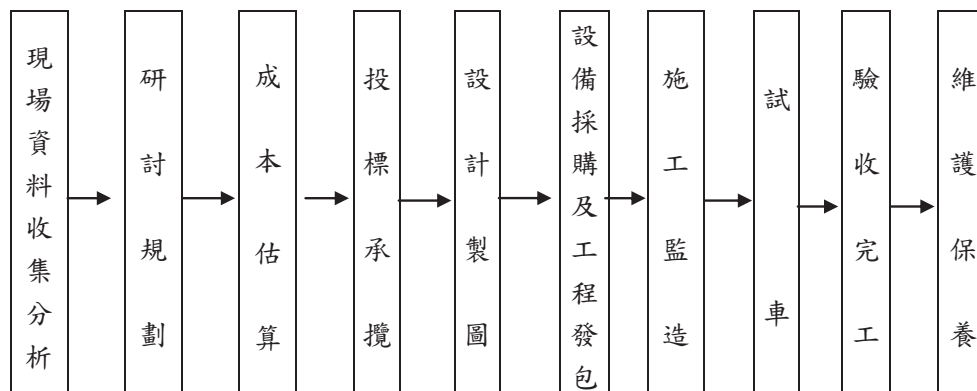 現場資料收集分析
研討規劃
成本估算
投標承攬
設計製圖
設備採購及工程發包
施工監造
試車
驗收完工
維護保養